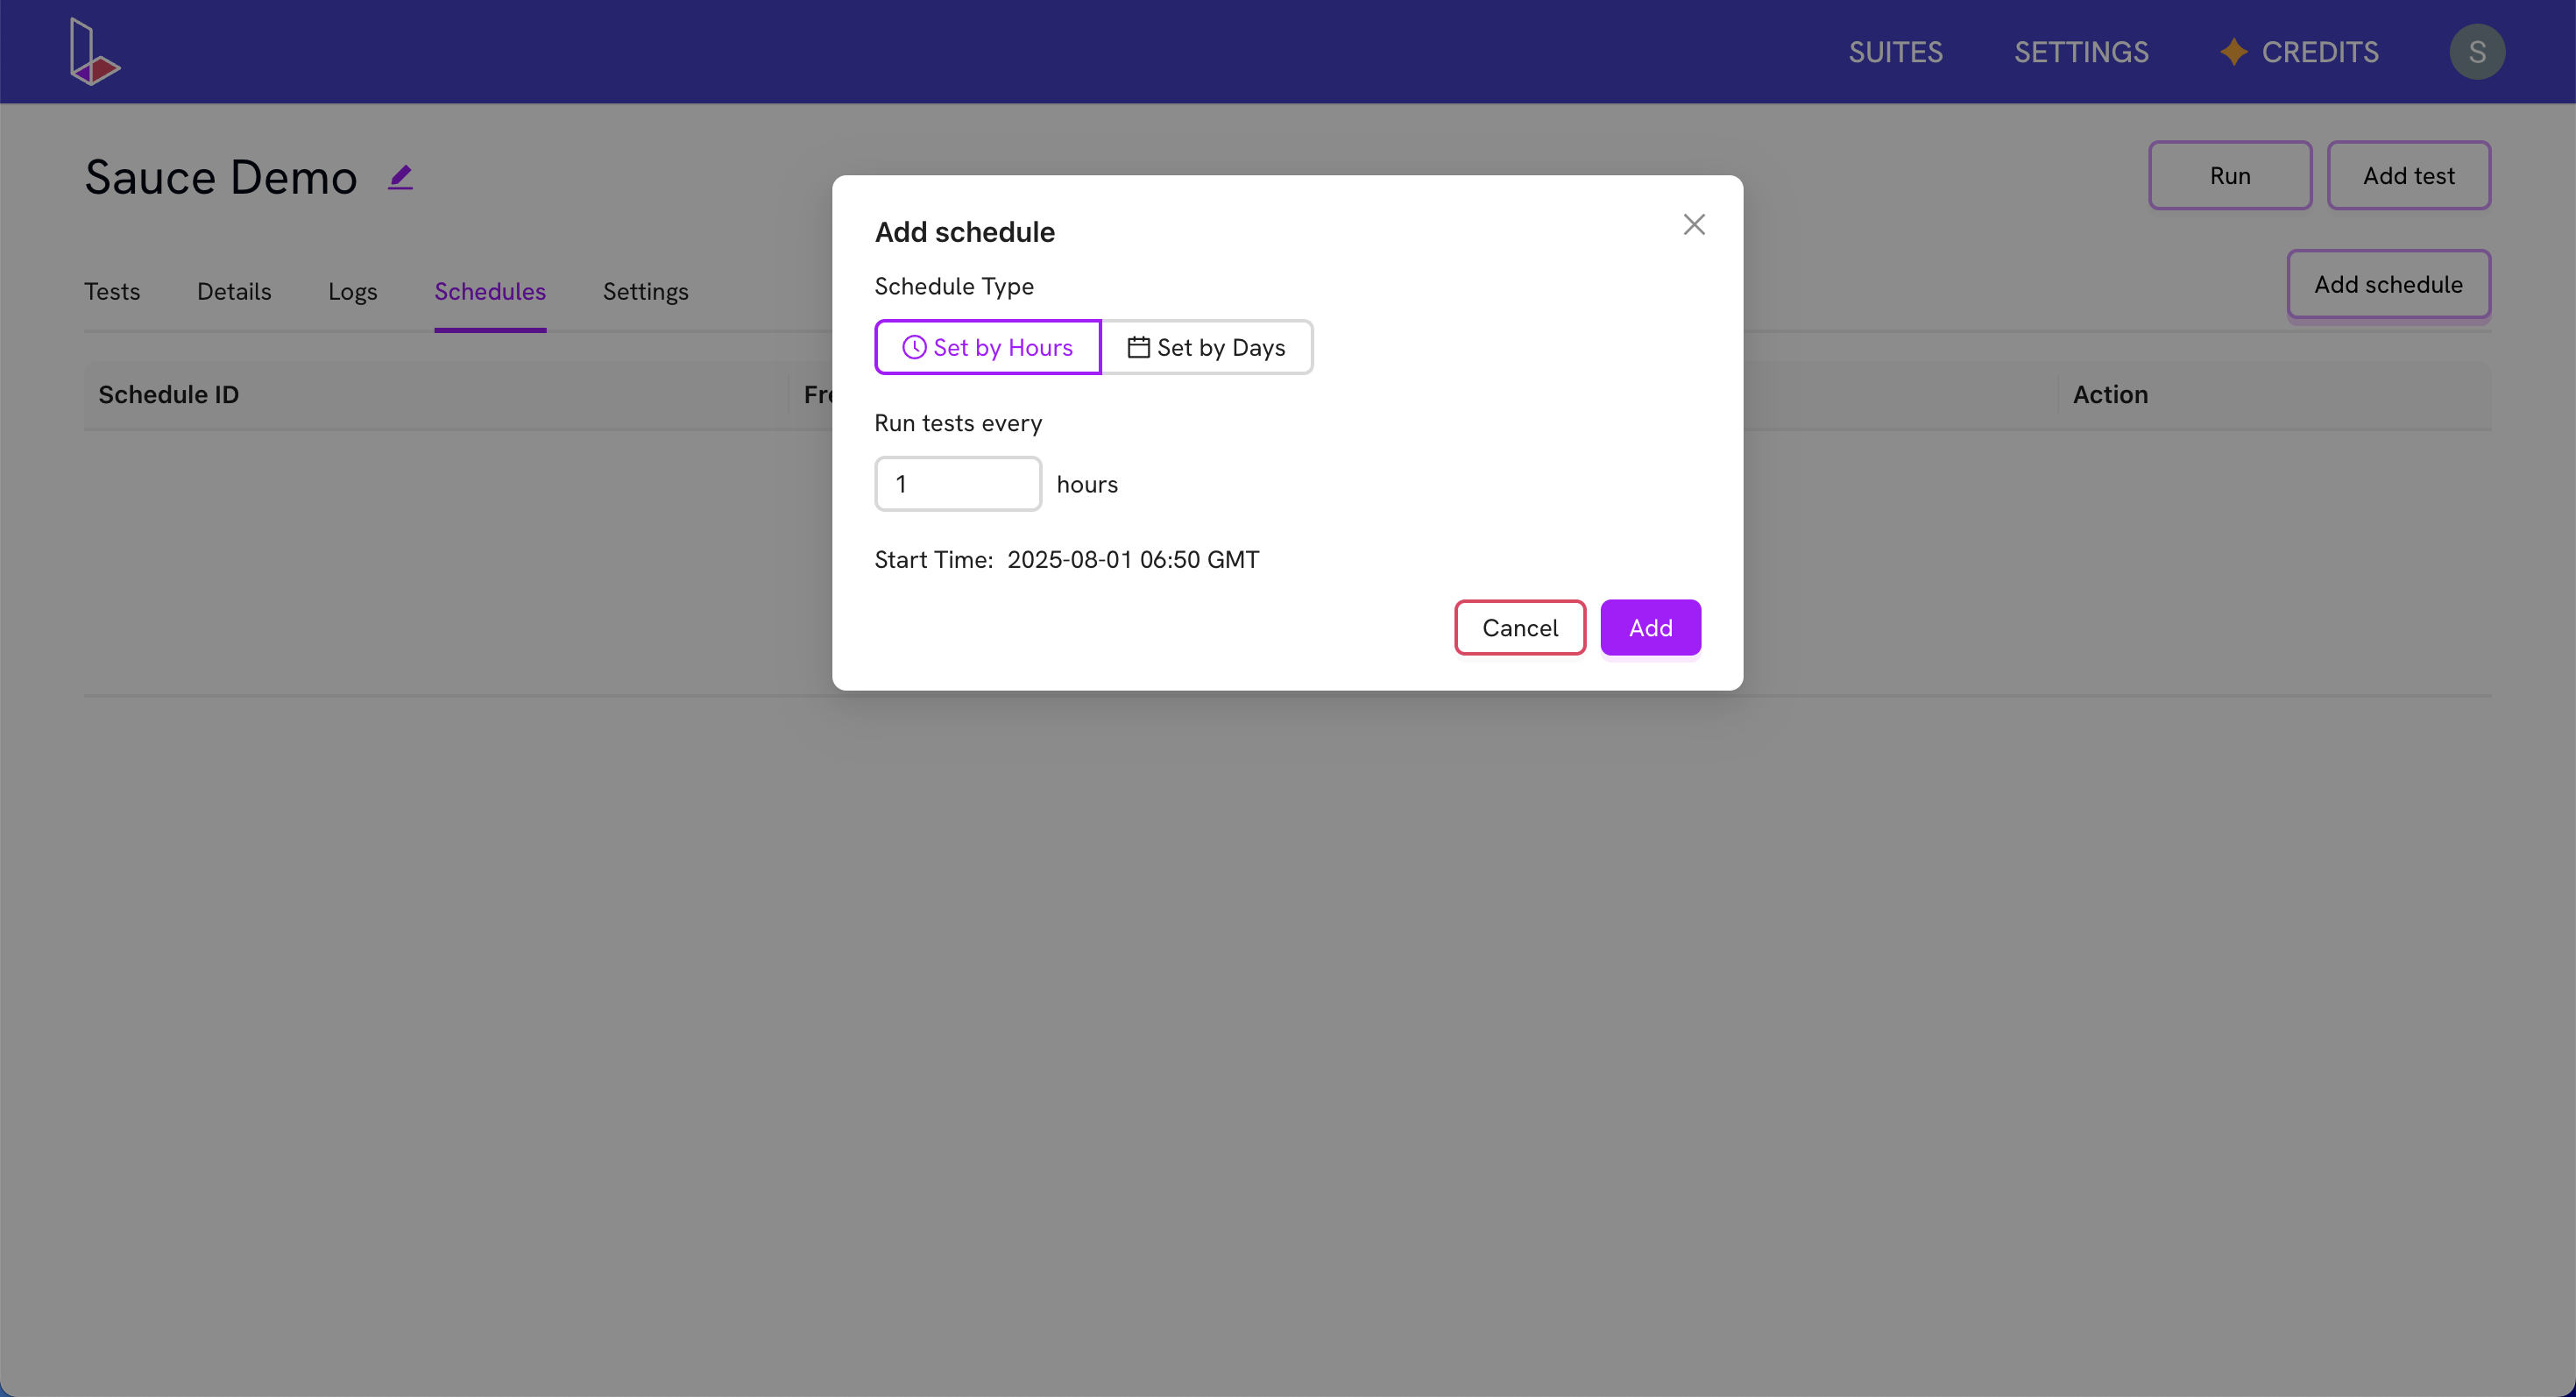 SUITES SETTINGS CREDITS S
Sauce Demo
Run Add test
Tests Details Logs Schedules Settings
Add schedule
Schedule ID Fre Action
Add schedule
Schedule Type
Set by Hours Set by Days
Run tests every
1 hours
Start Time: 2025-08-01 06:50 GMT
Cancel Add